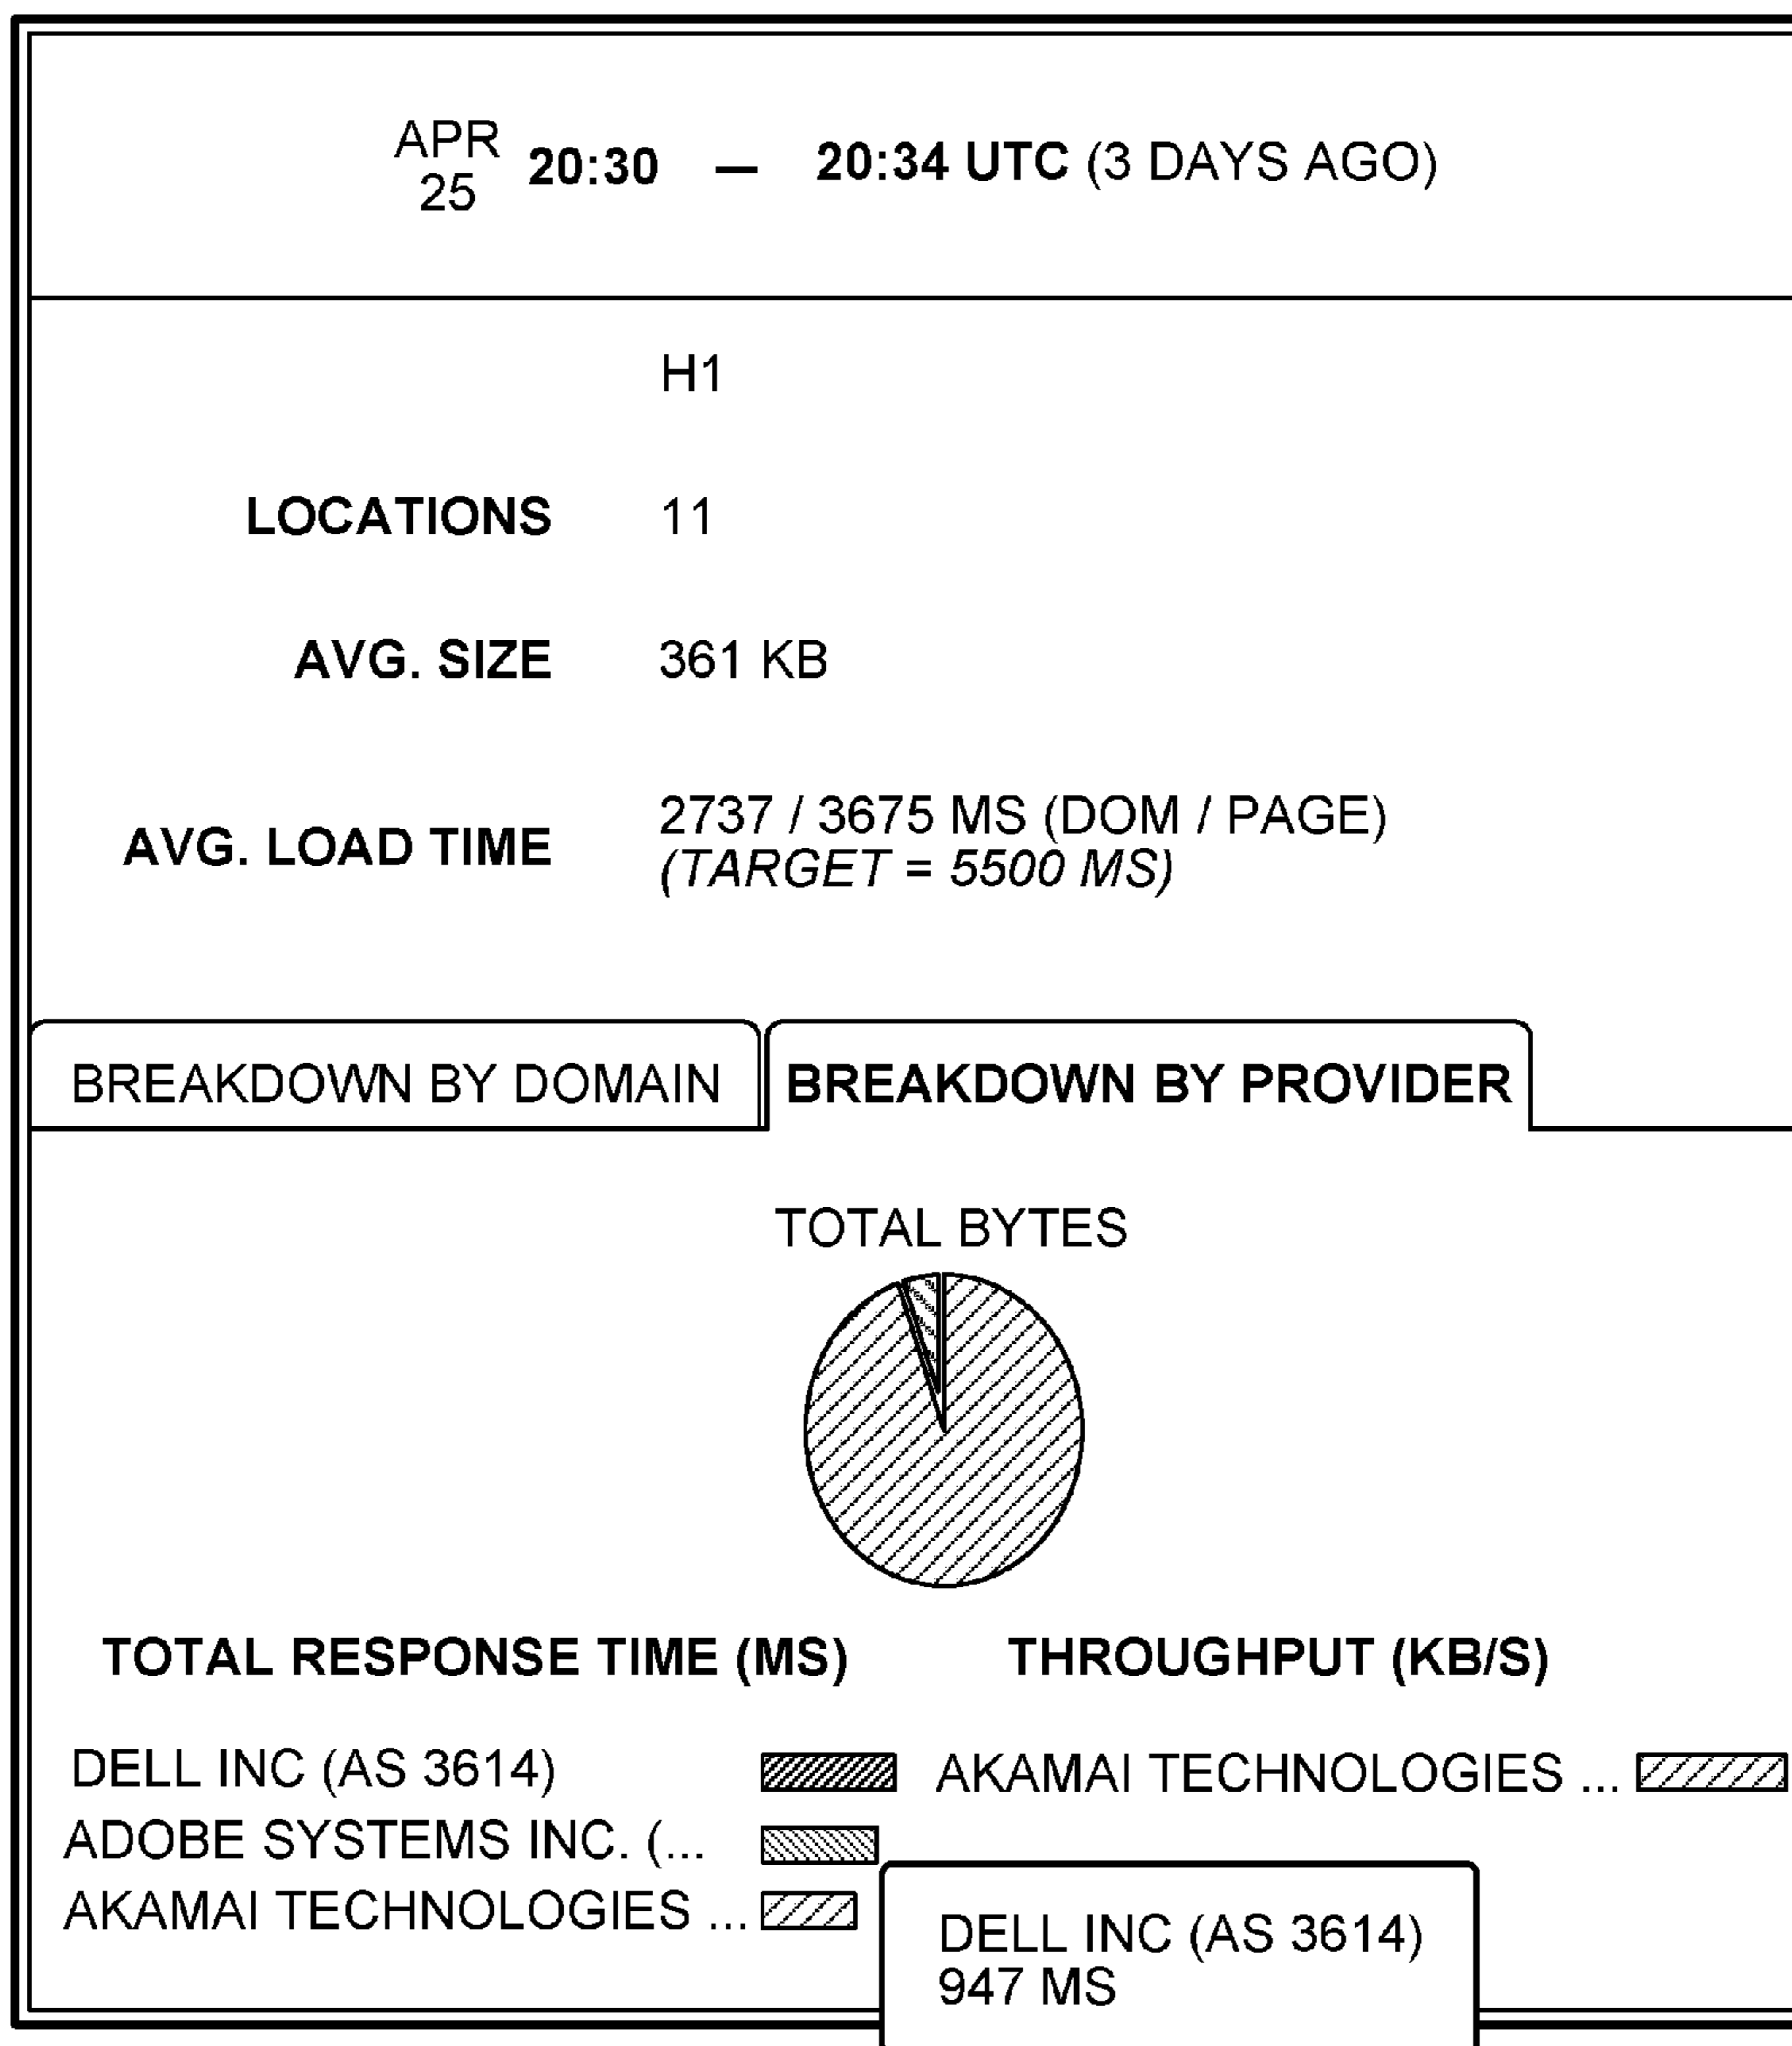 APR
25
20:30 – 20:34 UTC (3 DAYS AGO)
H1
LOCATIONS 11
AVG. SIZE 361 KB
AVG. LOAD TIME 2737 / 3675 MS (DOM / PAGE)
(TARGET = 5500 MS)
BREAKDOWN BY DOMAIN BREAKDOWN BY PROVIDER
TOTAL BYTES
TOTAL RESPONSE TIME (MS) THROUGHPUT (KB/S)
DELL INC (AS 3614) AKAMAI TECHNOLOGIES ...
ADOBE SYSTEMS INC. (...
AKAMAI TECHNOLOGIES ...
DELL INC (AS 3614)
947 MS